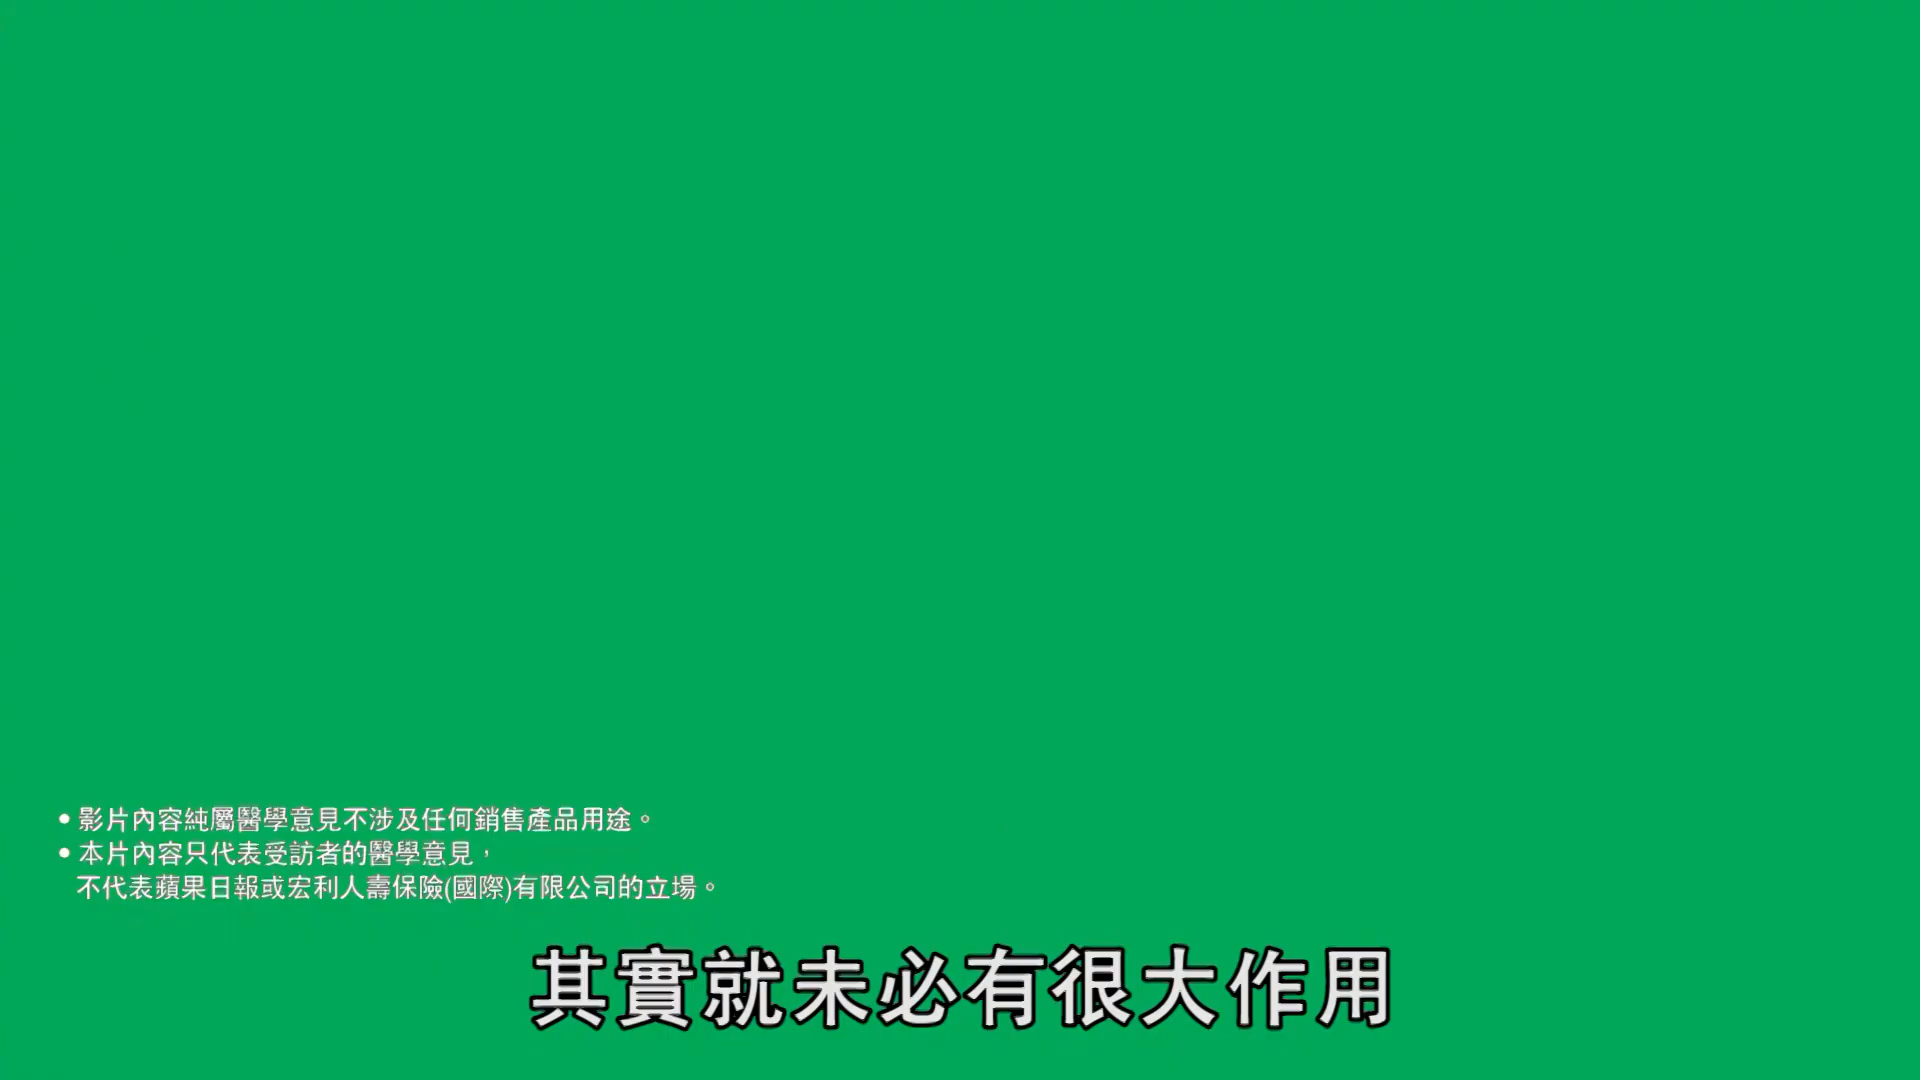 • 影片內容純屬醫學意見不涉及任何銷售產品用途。
• 本片內容只代表受訪者的醫學意見，
不代表蘋果日報或宏利人壽保險(國際)有限公司的立場。
其實就未必有很大作用